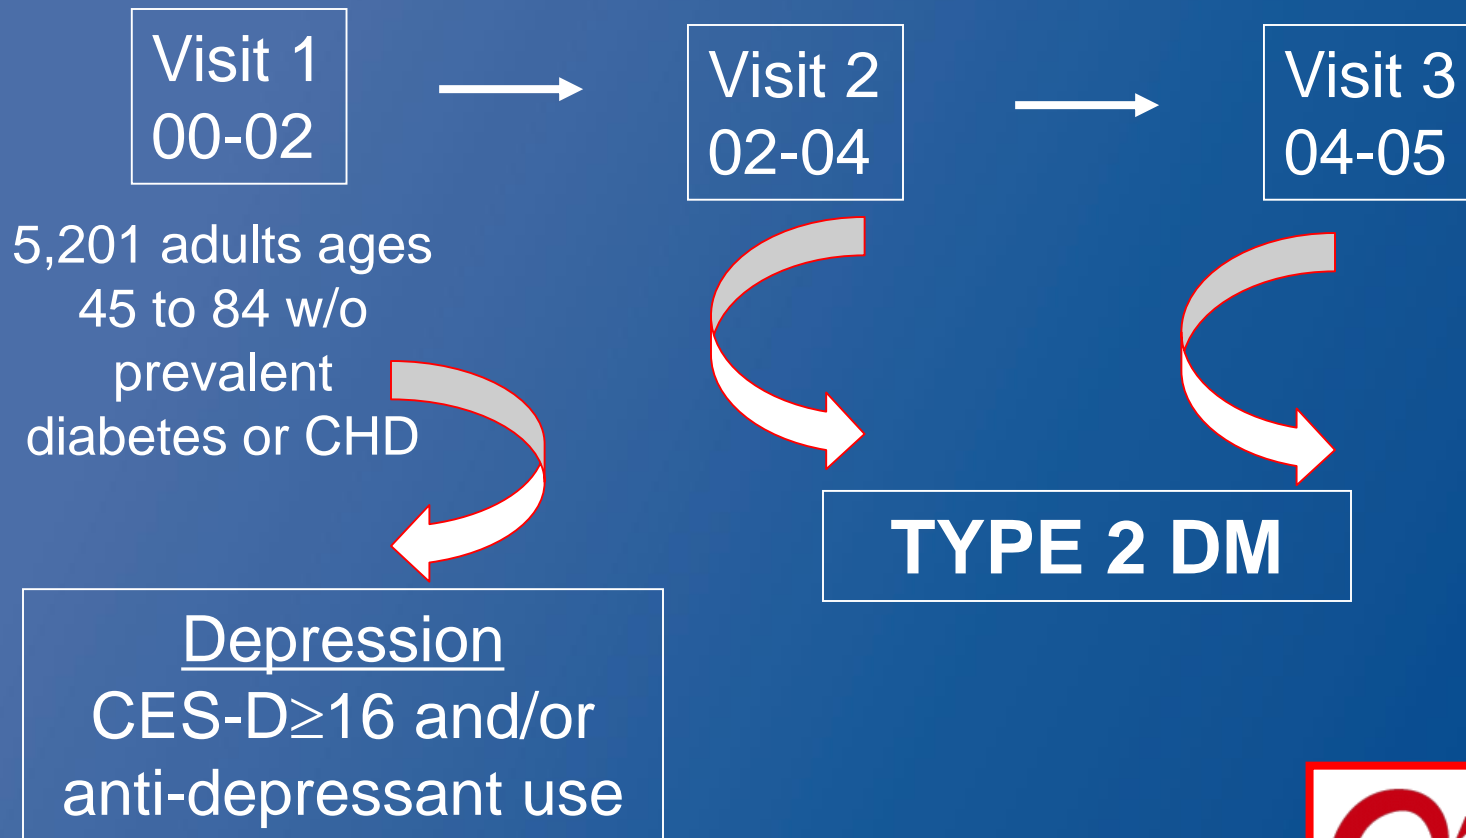 Visit 1
00-02
Visit 2
02-04
Visit 3
04-05
5,201 adults ages
45 to 84 w/o
prevalent
diabetes or CHD
TYPE 2 DM
Depression
CES-D≥16 and/or
anti-depressant use